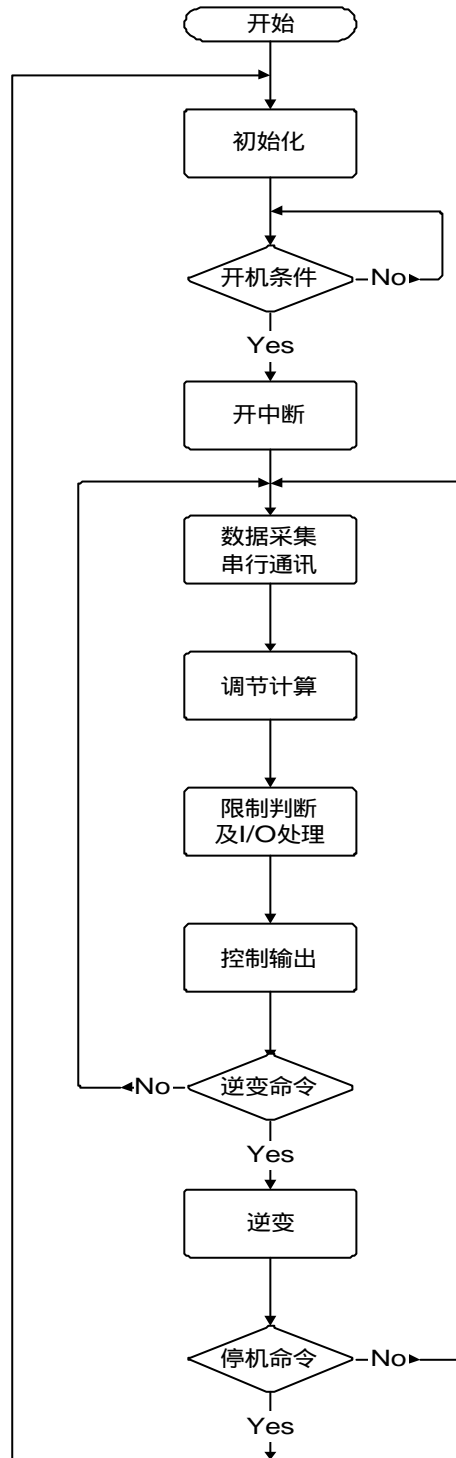 开始
初始化
开机条件
No
Yes
开中断
数据采集
串行通讯
调节计算
限制判断
及I/O处理
控制输出
No
逆变命令
Yes
逆变
停机命令
No
Yes